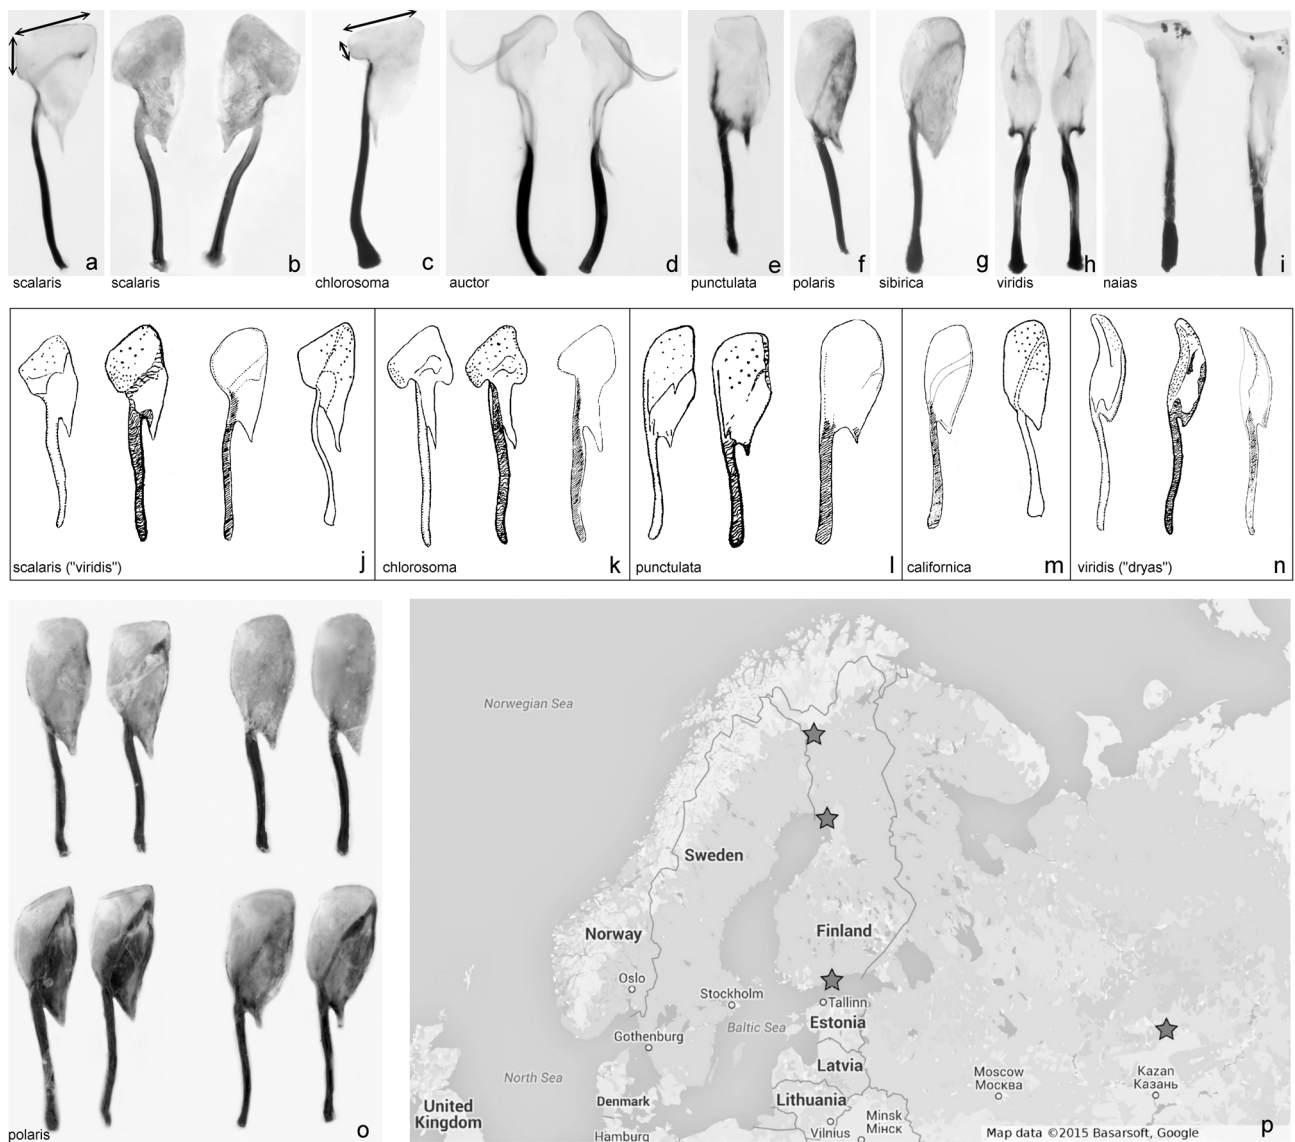 a
b
c
d
e
f
g
h
i
scalaris
scalaris
chlorosoma
auctor
punctulata
polaris
sibirica
viridis
naias
j
k
l
m
n
scalaris ("viridis")
chlorosoma
punctulata
californica
viridis ("dryas")
Norwegian Sea
Sweden
Norway
Finland
Oslo
Stockholm
Tallinn
Baltic Sea
Estonia
Gothenburg
Latvia
Moscow
Москва
Kazan
Казань
North Sea
Denmark
Lithuania
United
Kingdom
Minsk
Мінск
Hamburg
Vilnius
Map data ©2015 Basarsoft, Google
polaris
o
p